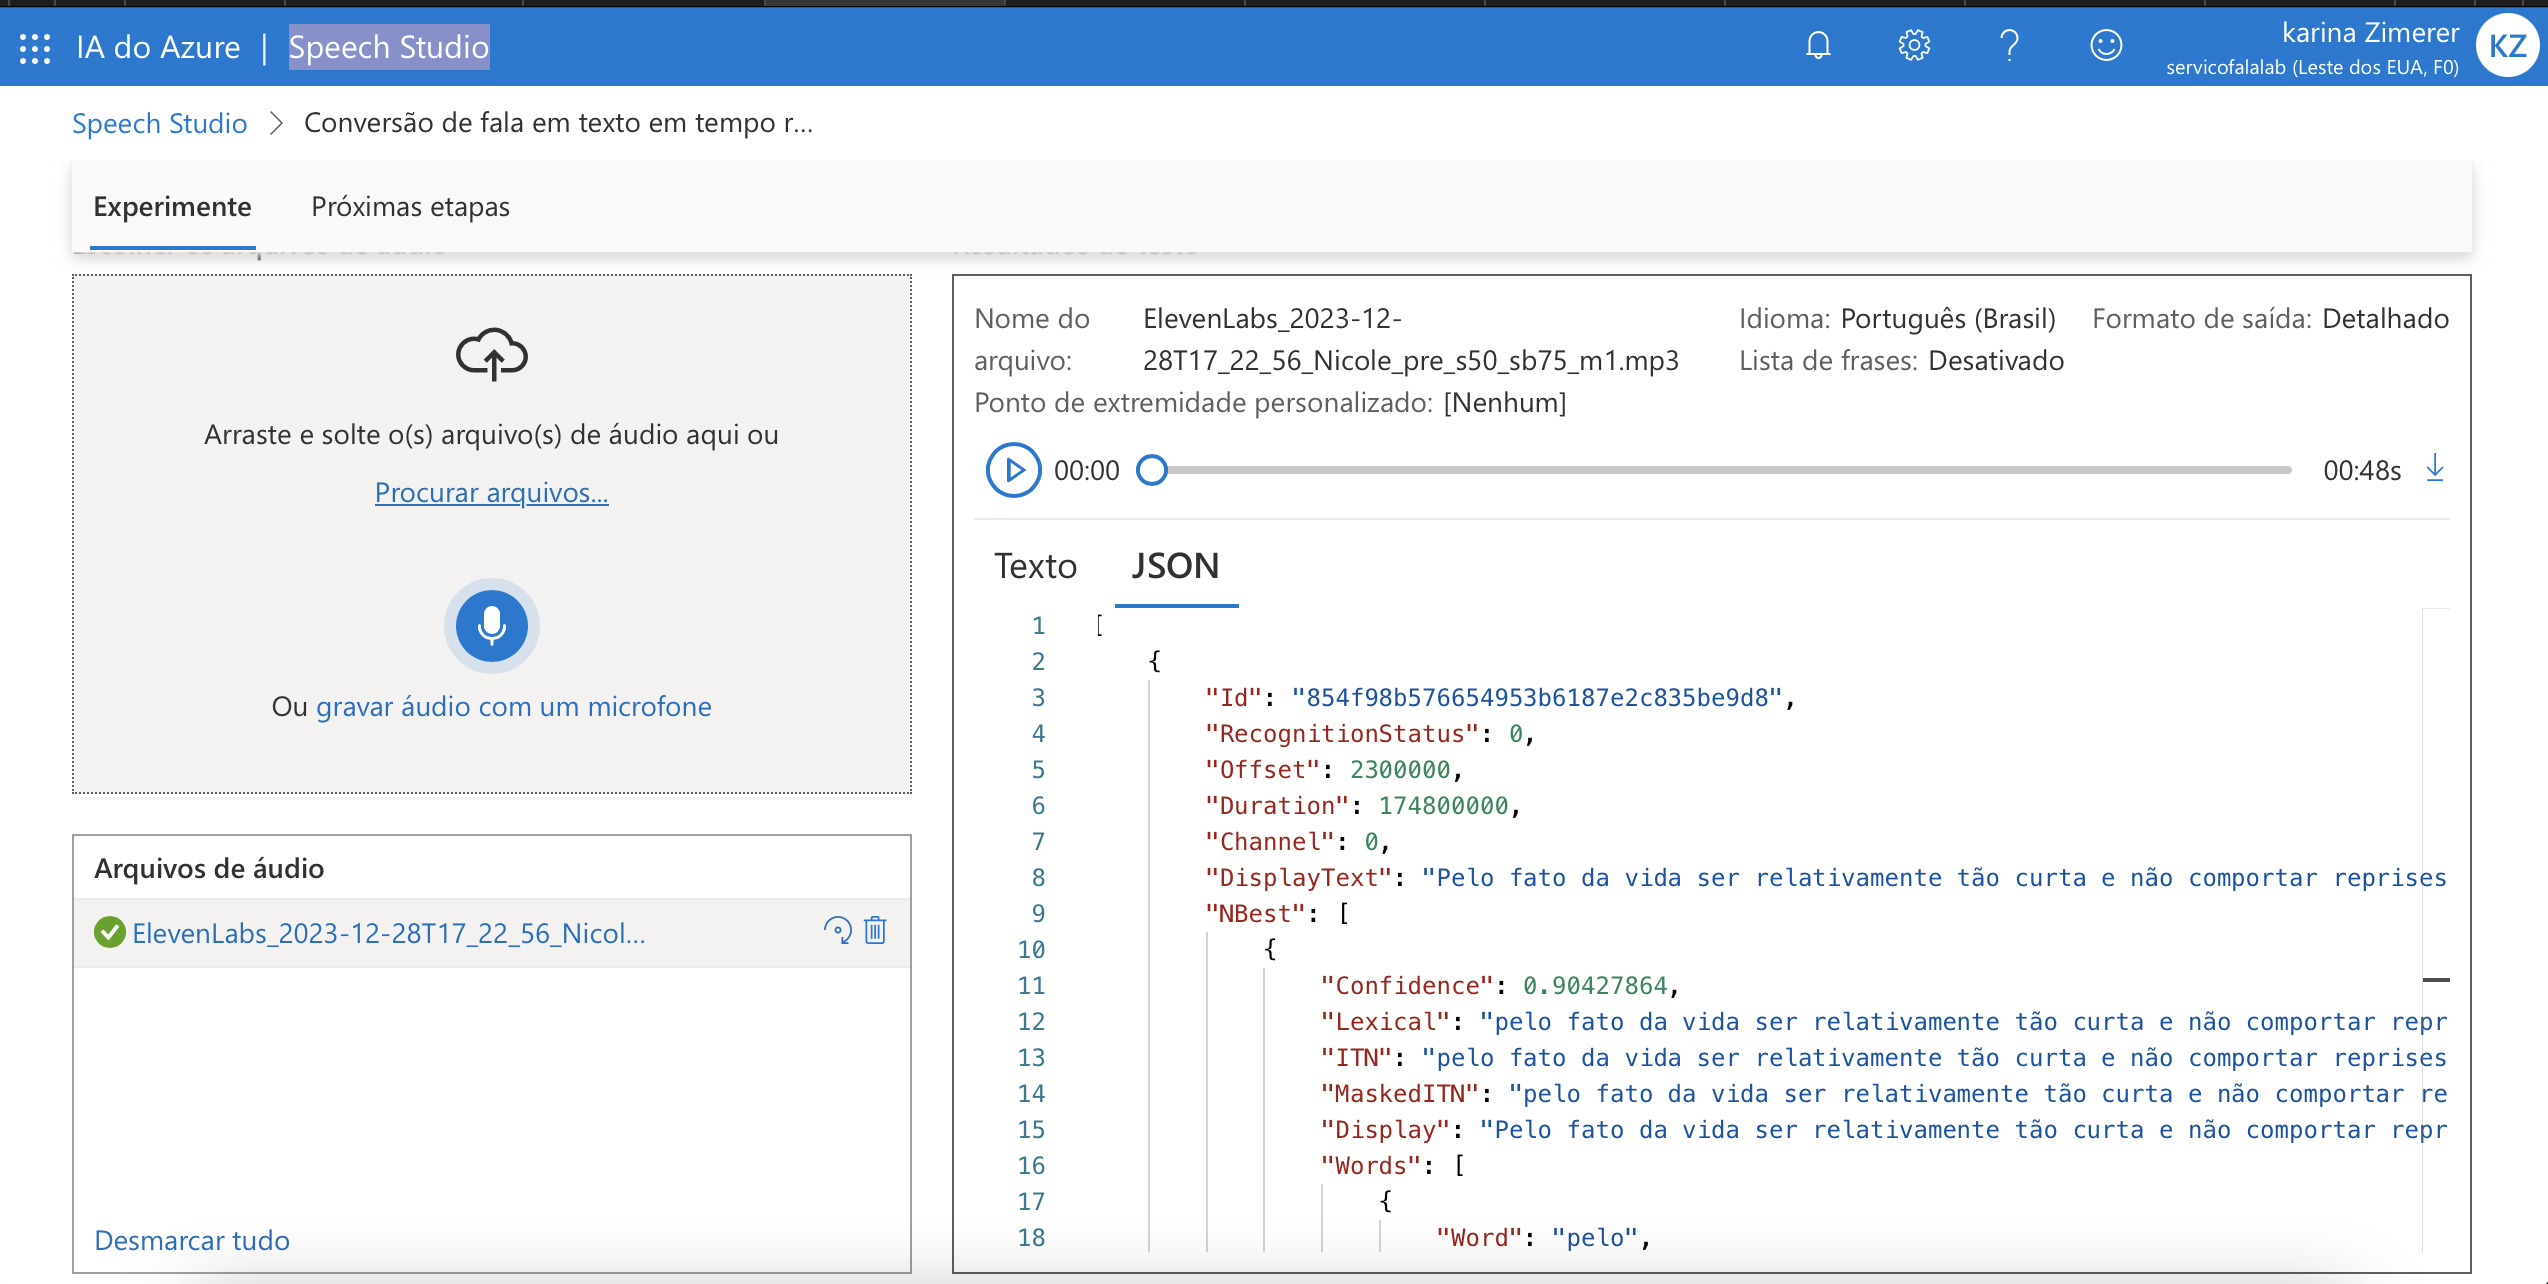 IA do Azure | Speech Studio
karina Zimerer
servicofalalab (Leste dos EUA, F0)
KZ
Speech Studio > Conversão de fala em texto em tempo r...
Experimente
Próximas etapas
Arraste e solte o(s) arquivo(s) de áudio aqui ou
Procurar arquivos...
Ou gravar áudio com um microfone
Arquivos de áudio
ElevenLabs_2023-12-28T17_22_56_Nicol...
Desmarcar tudo
Nome do arquivo: ElevenLabs_2023-12-
28T17_22_56_Nicole_pre_s50_sb75_m1.mp3
Idioma: Português (Brasil)
Formato de saída: Detalhado
Lista de frases: Desativado
Ponto de extremidade personalizado: [Nenhum]
00:00
00:48s
Texto
JSON
1 [
2 {
3 "Id": "854f98b576654953b6187e2c835be9d8",
4 "RecognitionStatus": 0,
5 "Offset": 2300000,
6 "Duration": 174800000,
7 "Channel": 0,
8 "DisplayText": "Pelo fato da vida ser relativamente tão curta e não comportar reprises
9 "NBest": [
10 {
11 "Confidence": 0.90427864,
12 "Lexical": "pelo fato da vida ser relativamente tão curta e não comportar repr
13 "ITN": "pelo fato da vida ser relativamente tão curta e não comportar reprises
14 "MaskedITN": "pelo fato da vida ser relativamente tão curta e não comportar re
15 "Display": "Pelo fato da vida ser relativamente tão curta e não comportar repr
16 "Words": [
17 {
18 "Word": "pelo",